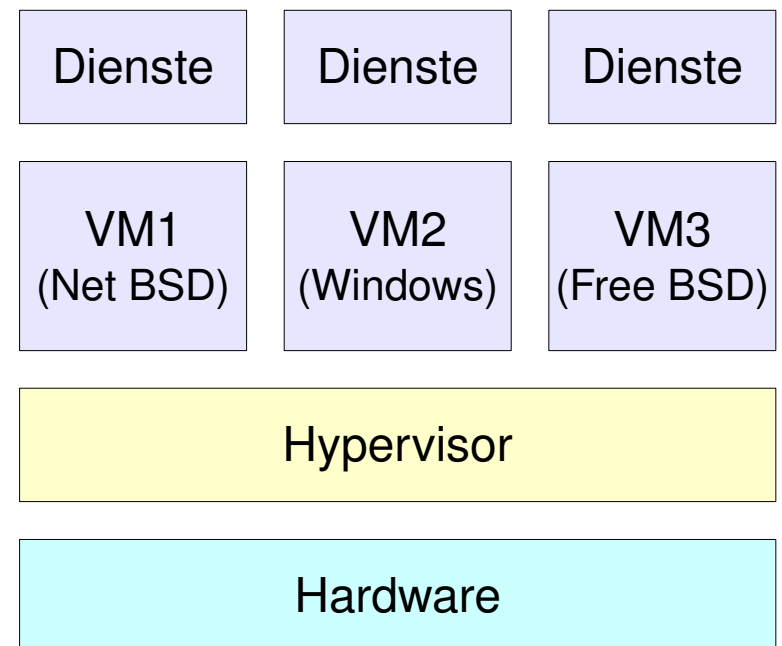 Dienste Dienste Dienste
VM1 VM2 VM3
(Net BSD) (Windows) (Free BSD)
Hypervisor
Hardware